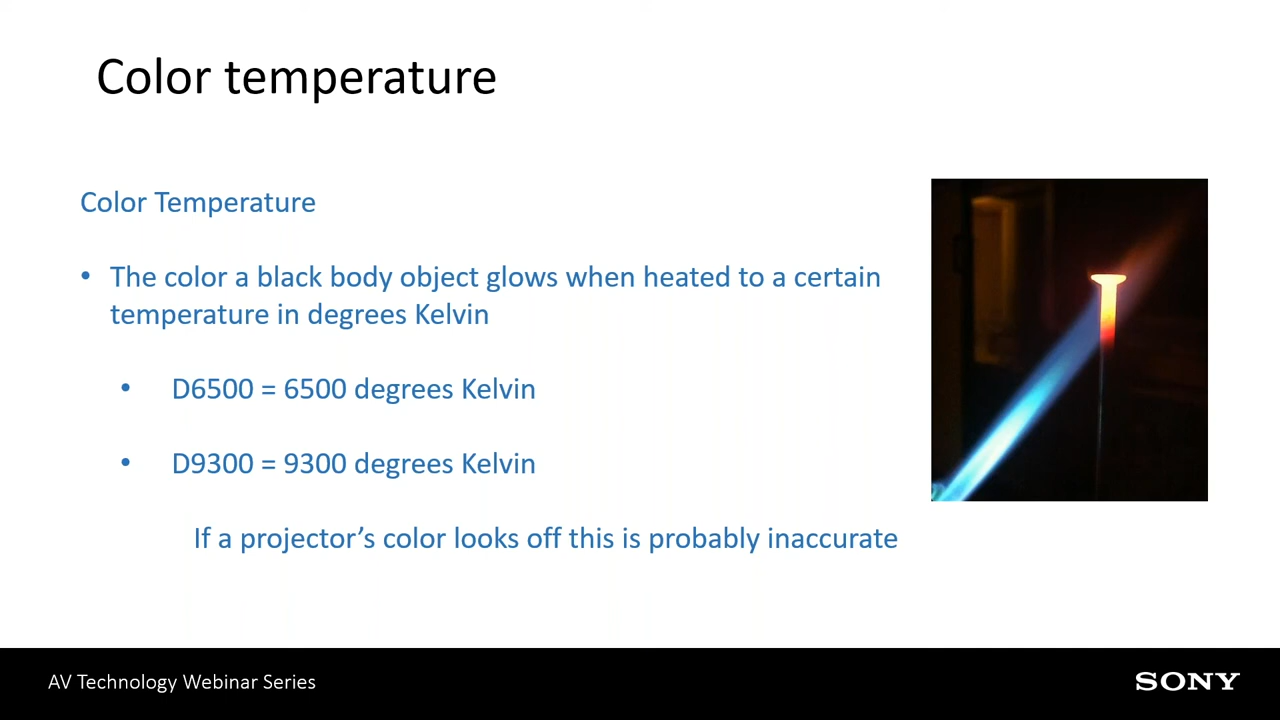 Color temperature
Color Temperature
• The color a black body object glows when heated to a certain
temperature in degrees Kelvin
• D6500 = 6500 degrees Kelvin
• D9300 = 9300 degrees Kelvin
If a projector’s color looks off this is probably inaccurate
AV Technology Webinar Series
SONY